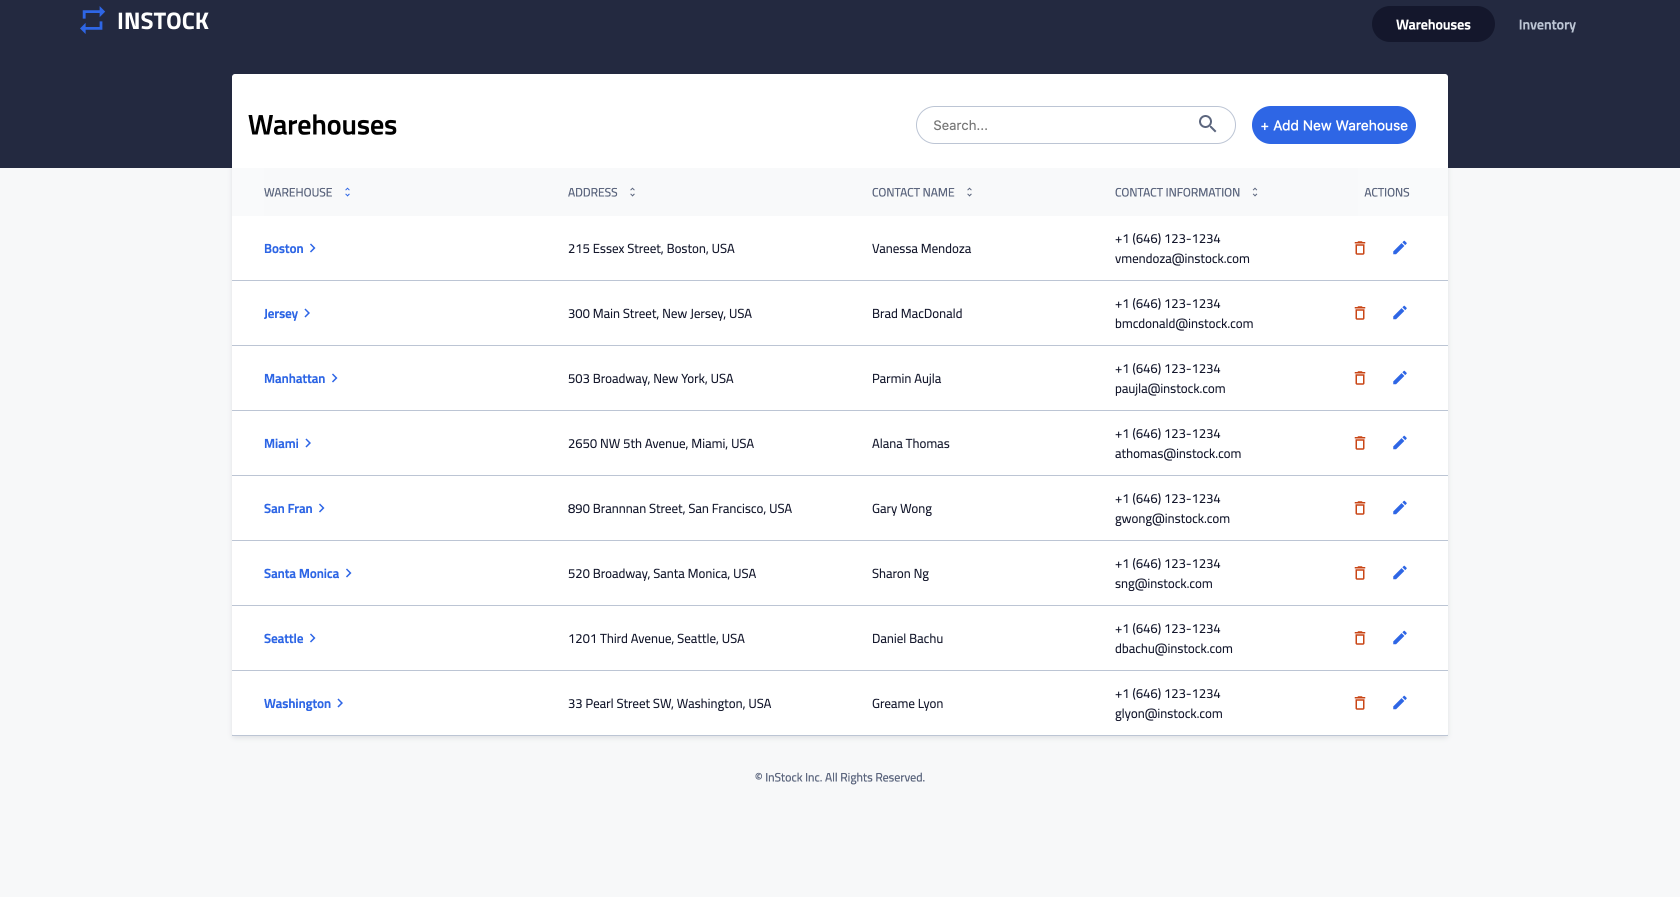 INSTOCK
Warehouses
Inventory
Warehouses
Search...
+ Add New Warehouse
WAREHOUSE
ADDRESS
CONTACT NAME
CONTACT INFORMATION
ACTIONS
Boston
215 Essex Street, Boston, USA
Vanessa Mendoza
+1 (646) 123-1234
vmendoza@instock.com
Jersey
300 Main Street, New Jersey, USA
Brad MacDonald
+1 (646) 123-1234
bmcdonald@instock.com
Manhattan
503 Broadway, New York, USA
Parmin Aujla
+1 (646) 123-1234
paujla@instock.com
Miami
2650 NW 5th Avenue, Miami, USA
Alana Thomas
+1 (646) 123-1234
athomas@instock.com
San Fran
890 Brannnan Street, San Francisco, USA
Gary Wong
+1 (646) 123-1234
gwong@instock.com
Santa Monica
520 Broadway, Santa Monica, USA
Sharon Ng
+1 (646) 123-1234
sng@instock.com
Seattle
1201 Third Avenue, Seattle, USA
Daniel Bachu
+1 (646) 123-1234
dbachu@instock.com
Washington
33 Pearl Street SW, Washington, USA
Greame Lyon
+1 (646) 123-1234
glyon@instock.com
© InStock Inc. All Rights Reserved.